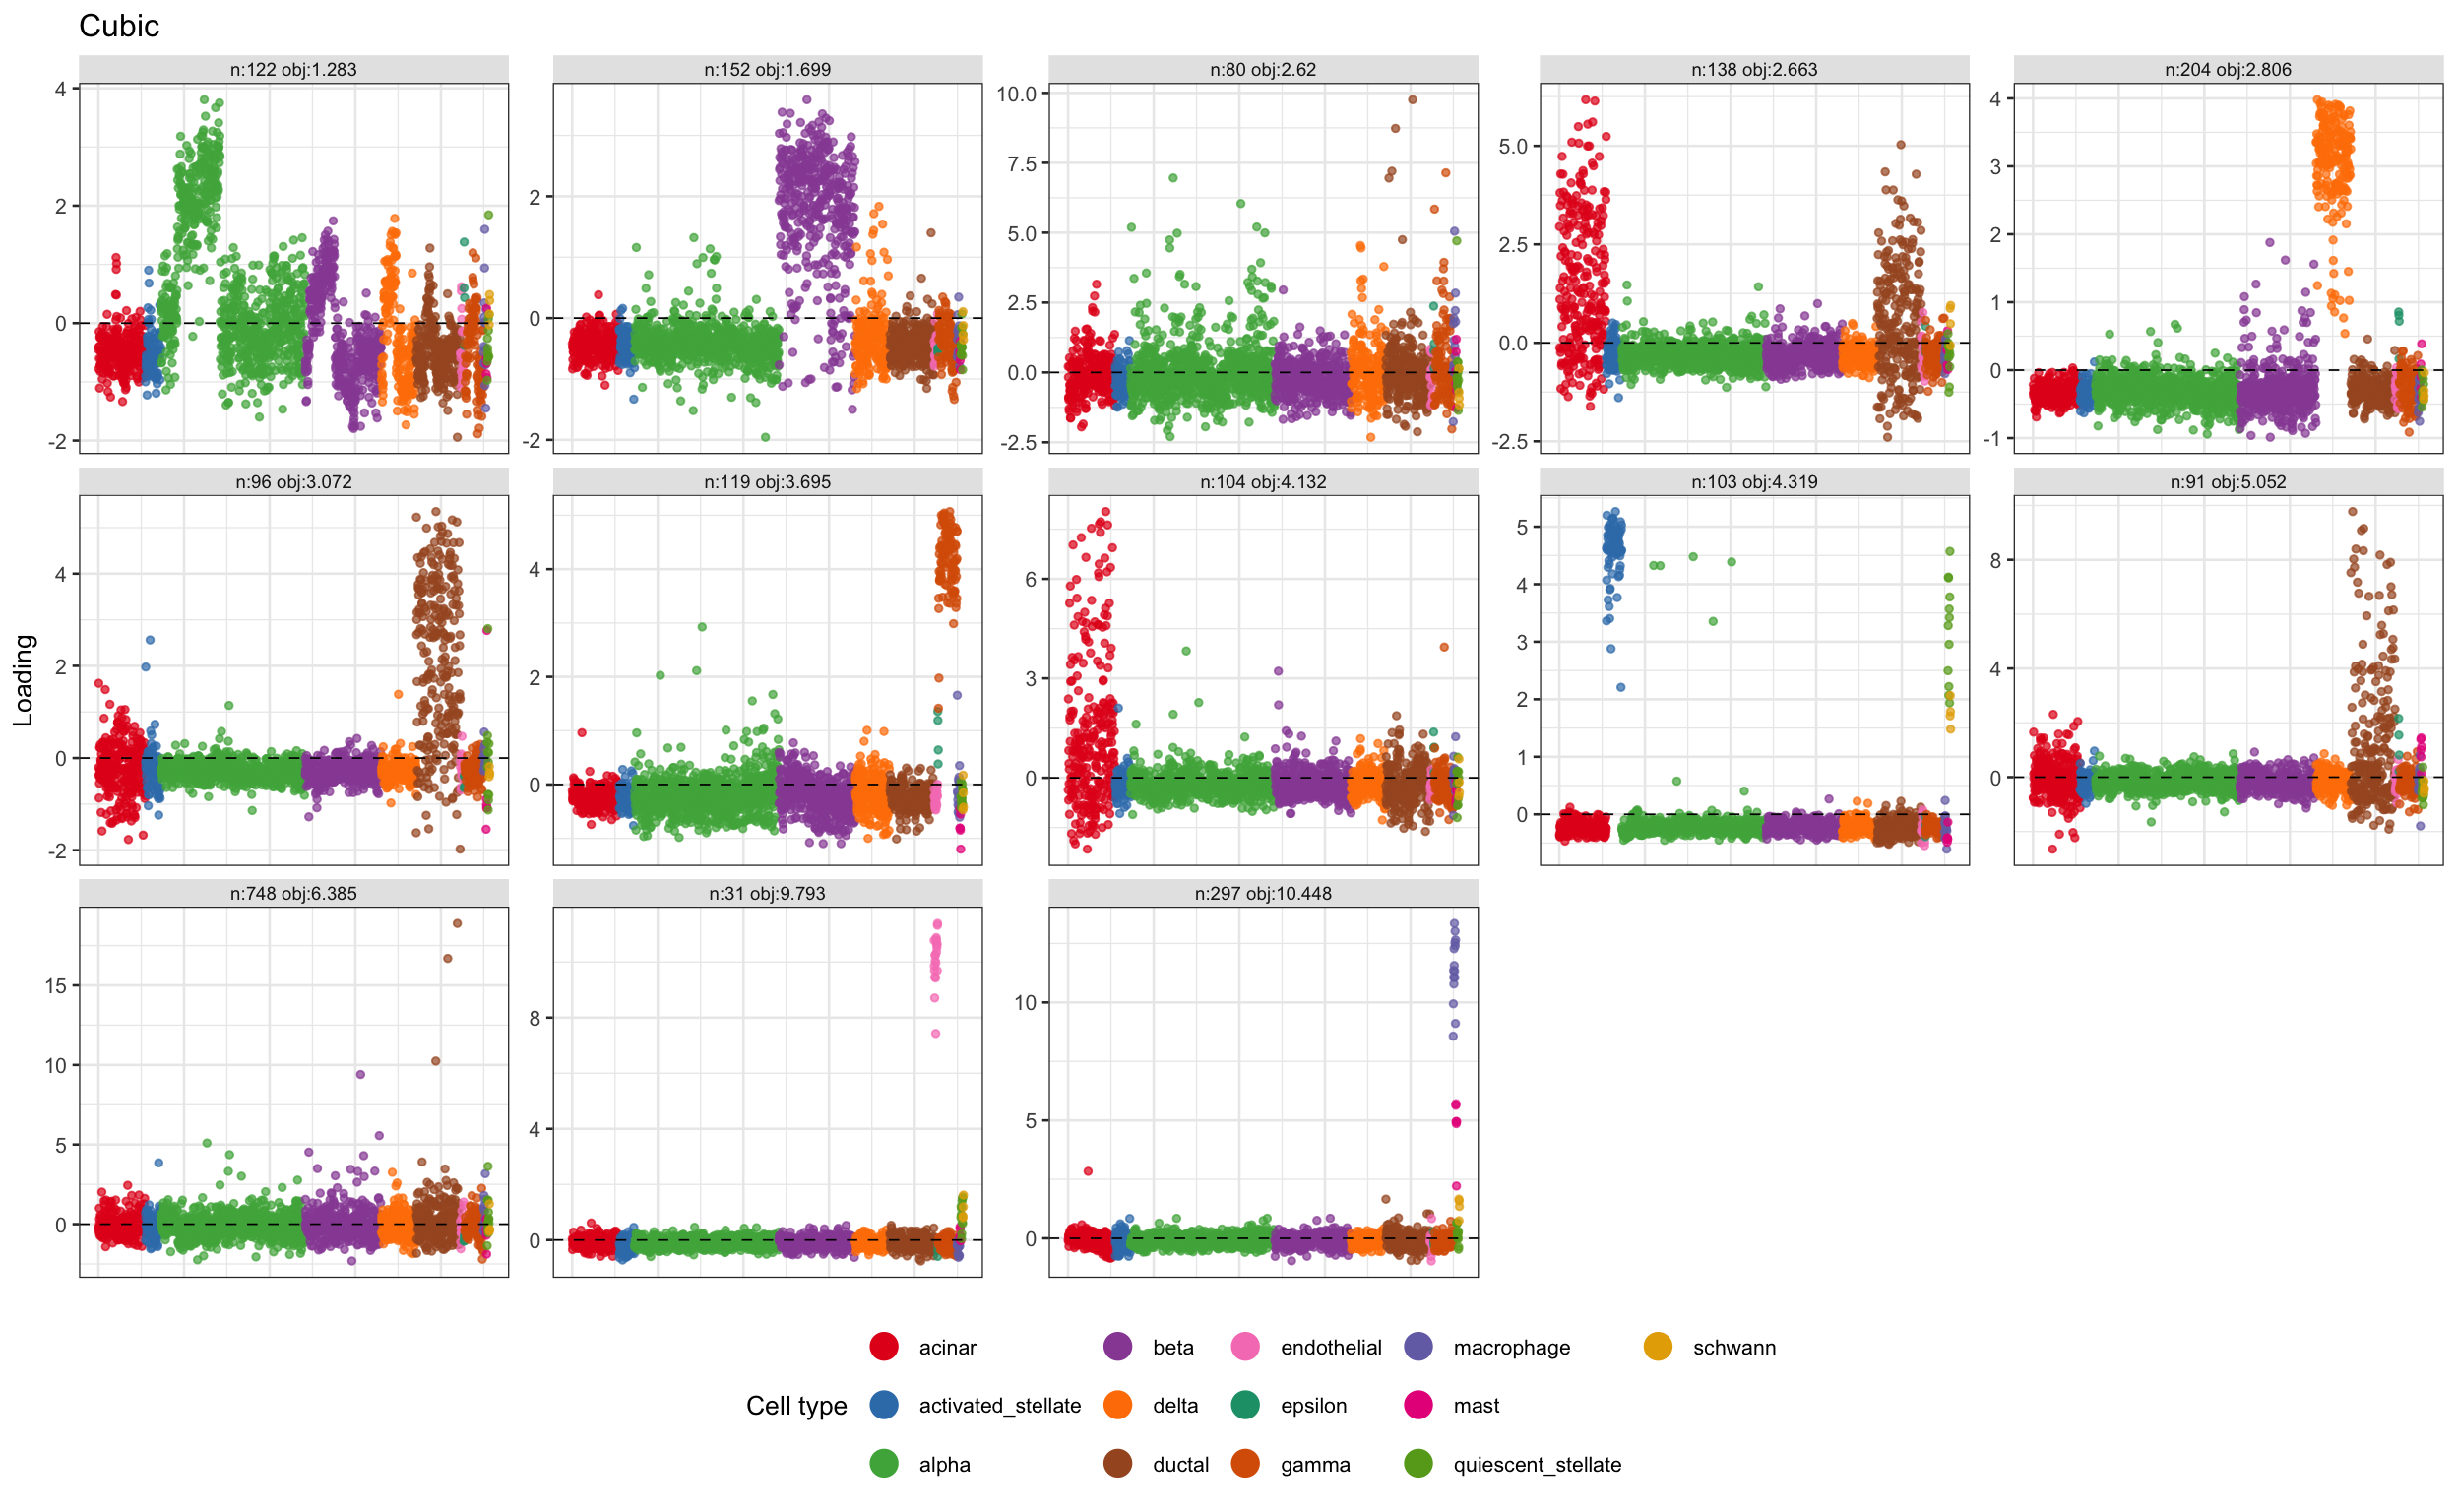 Cubic
n:122 obj:1.283
n:152 obj:1.699
n:80 obj:2.62
n:138 obj:2.663
n:204 obj:2.806
4
2
0
-2
2
0
-2
10.0
7.5
5.0
2.5
0.0
-2.5
5.0
2.5
0.0
-2.5
4
3
2
1
0
-1
n:96 obj:3.072
n:119 obj:3.695
n:104 obj:4.132
n:103 obj:4.319
n:91 obj:5.052
4
2
0
-2
4
2
0
6
3
0
5
4
3
2
1
0
8
4
0
Loading
n:748 obj:6.385
n:31 obj:9.793
n:297 obj:10.448
15
10
5
0
8
4
0
10
5
0
Cell type
acinar
activated_stellate
alpha
beta
delta
ductal
endothelial
epsilon
gamma
macrophage
mast
quiescent_stellate
schwann